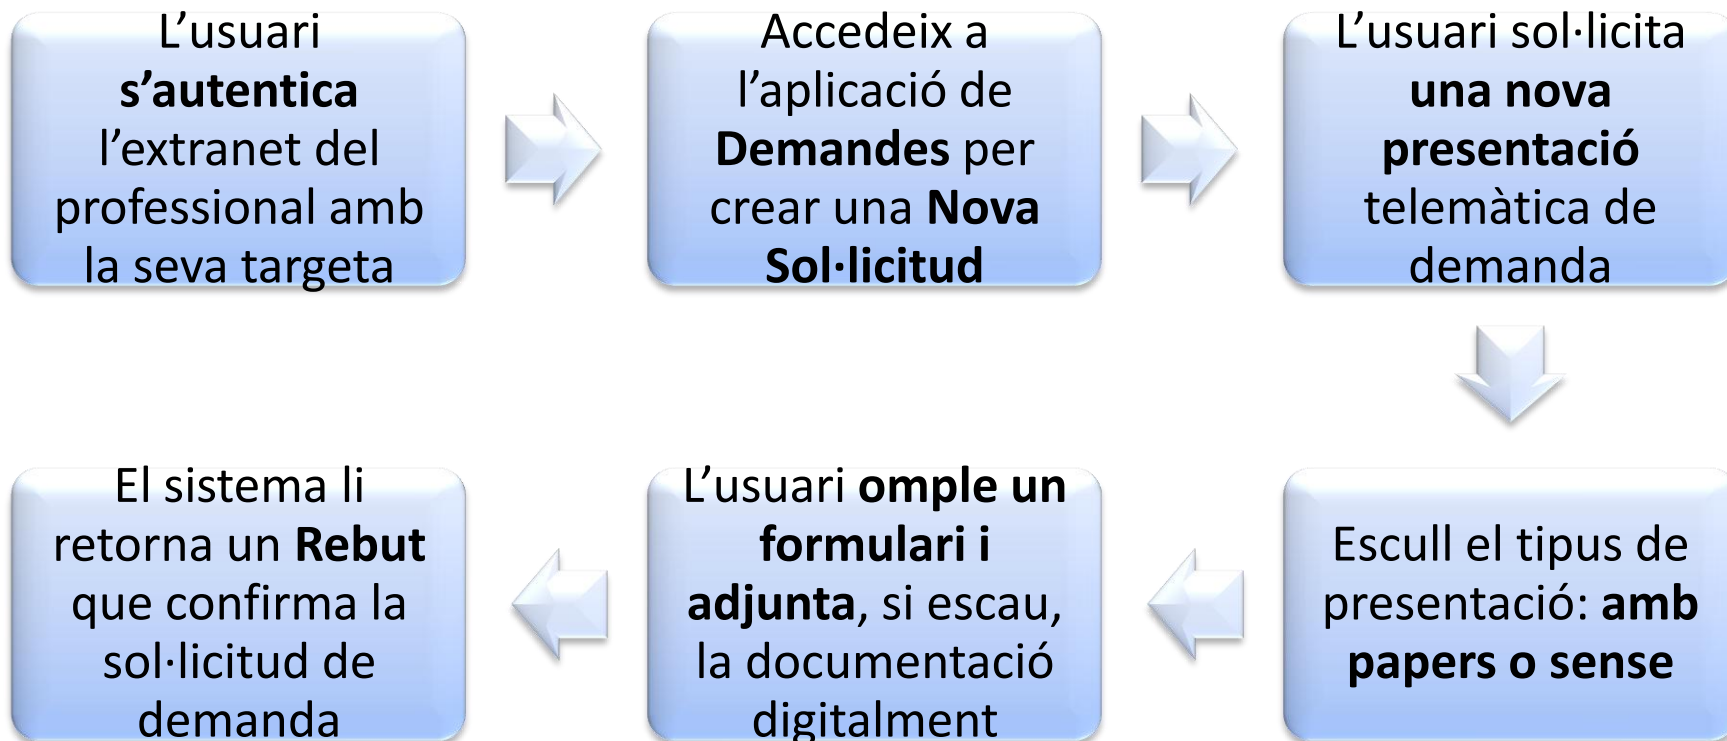 L’usuari
s’autentica
l’extranet del
professional amb
la seva targeta
Accedeix a
l’aplicació de
Demandes per
crear una Nova
Sol·licitud
L’usuari sol·licita
una nova
presentació
telemàtica de
demanda
Escull el tipus de
presentació: amb
papers o sense
L’usuari omple un
formulari i
adjunta, si escau,
la documentació
digitalment
El sistema li
retorna un Rebut
que confirma la
sol·licitud de
demanda